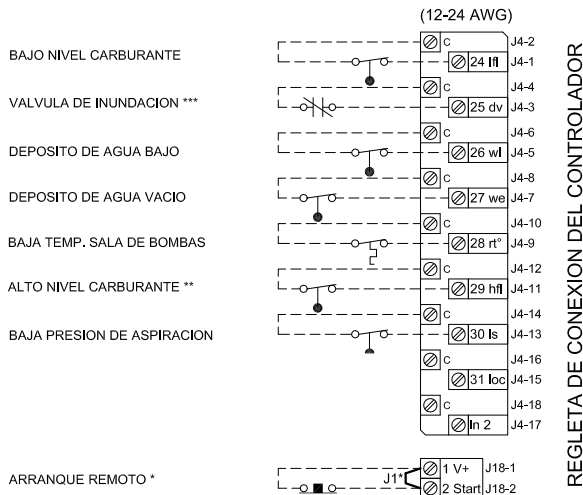 (12-24 AWG)
BAJO NIVEL CARBURANTE
C J4-2
24 lfl J4-1
VALVULA DE INUNDACION ***
C J4-4
25 dv J4-3
DEPOSITO DE AGUA BAJO
C J4-6
26 wl J4-5
DEPOSITO DE AGUA VACIO
C J4-8
27 we J4-7
BAJA TEMP. SALA DE BOMBAS
C J4-10
28 rt° J4-9
ALTO NIVEL CARBURANTE **
C J4-12
29 hfl J4-11
BAJA PRESION DE ASPIRACION
C J4-14
30 ls J4-13
C J4-16
31 loc J4-15
C J4-18
In 2 J4-17
ARRANQUE REMOTO *
J1*
1 V+ J18-1
2 Start J18-2
REGLETA DE CONEXION DEL CONTROLADOR